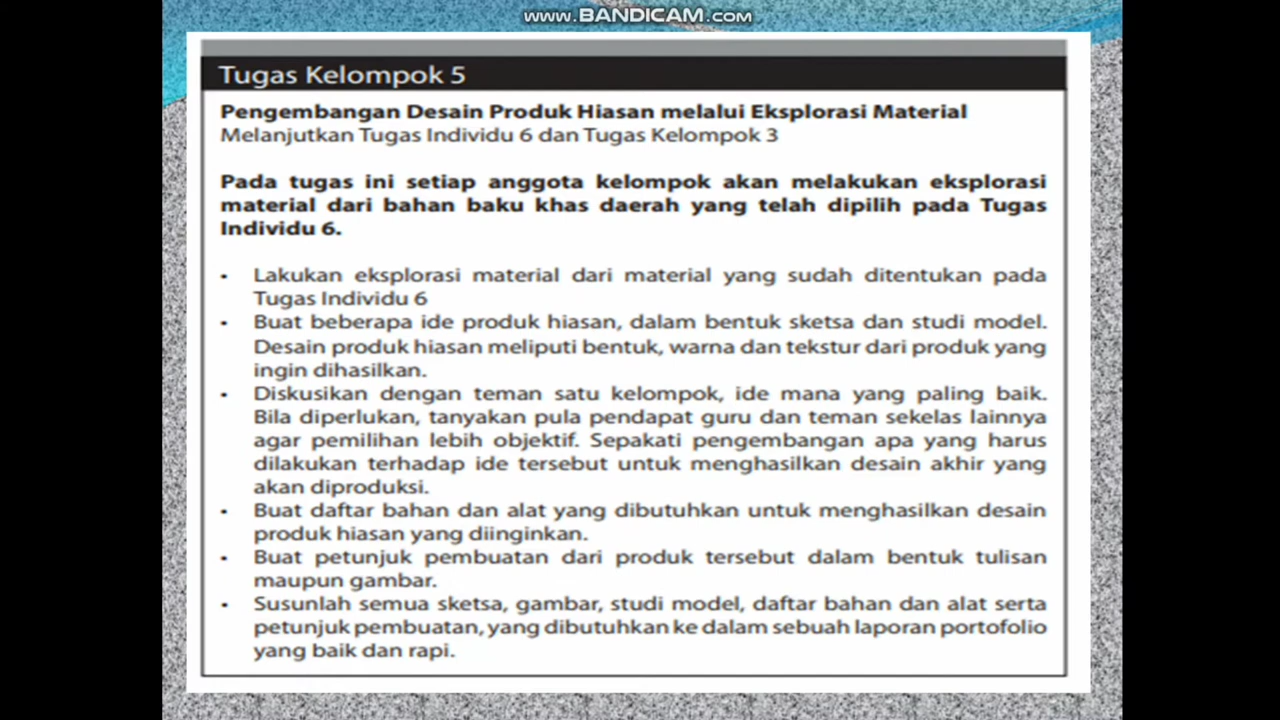 www.BANDICAM.com
Tugas Kelompok 5
Pengembangan Desain Produk Hiasan melalui Eksplorasi Material
Melanjutkan Tugas Individu 6 dan Tugas Kelompok 3
Pada tugas ini setiap anggota kelompok akan melakukan eksplorasi
material dari bahan baku khas daerah yang telah dipilih pada Tugas
Individu 6.
• Lakukan eksplorasi material dari material yang sudah ditentukan pada
Tugas Individu 6
• Buat beberapa ide produk hiasan, dalam bentuk sketsa dan studi model.
Desain produk hiasan meliputi bentuk, warna dan tekstur dari produk yang
ingin dihasilkan.
• Diskusikan dengan teman satu kelompok, ide mana yang paling baik.
Bila diperlukan, tanyakan pula pendapat guru dan teman sekelas lainnya
agar pemilihan lebih objektif. Sepakati pengembangan apa yang harus
dilakukan terhadap ide tersebut untuk menghasilkan desain akhir yang
akan diproduksi.
• Buat daftar bahan dan alat yang dibutuhkan untuk menghasilkan desain
produk hiasan yang diinginkan.
• Buat petunjuk pembuatan dari produk tersebut dalam bentuk tulisan
maupun gambar.
• Susunlah semua sketsa, gambar, studi model, daftar bahan dan alat serta
petunjuk pembuatan, yang dibutuhkan ke dalam sebuah laporan portofolio
yang baik dan rapi.